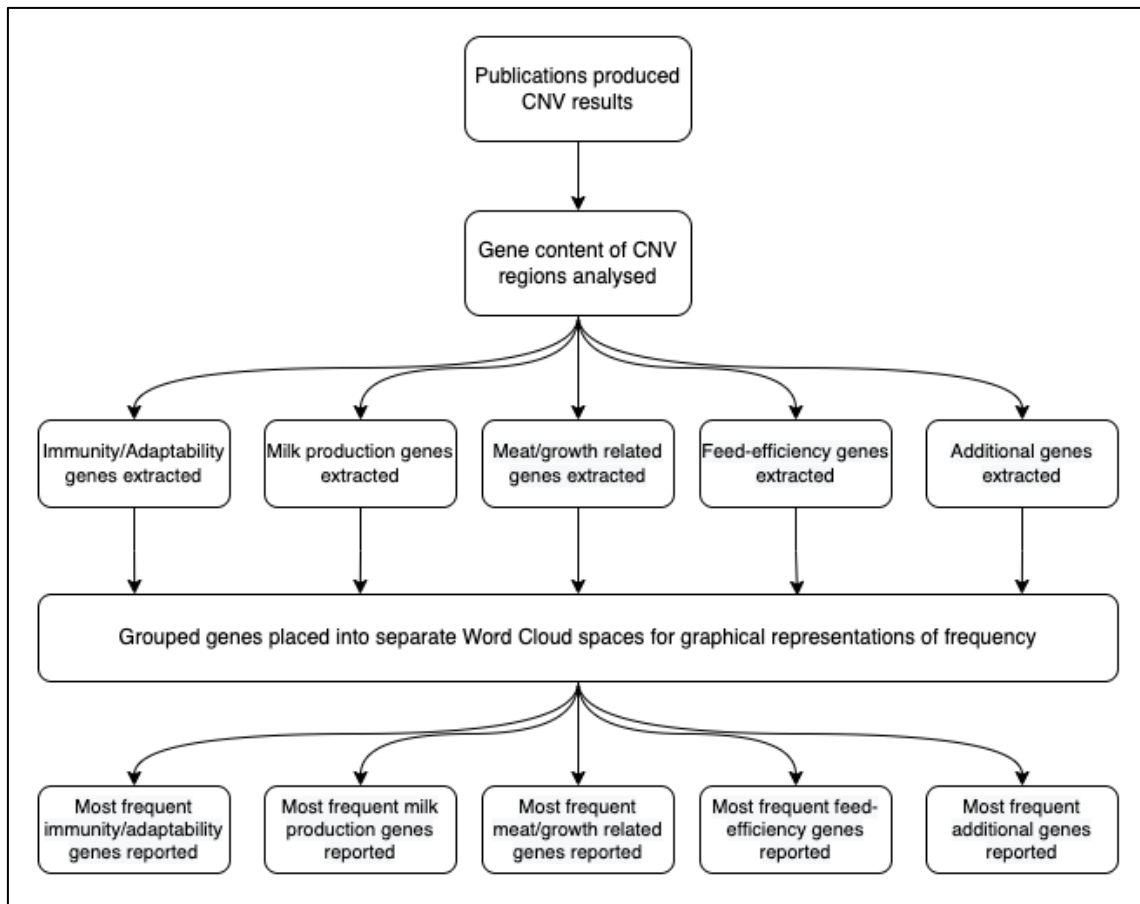 Publications produced
CNV results
Gene content of CNV
regions analysed
Immunity/Adaptability
genes extracted
Milk production genes
extracted
Meat/growth related
genes extracted
Feed-efficiency genes
extracted
Additional genes
extracted
Grouped genes placed into separate Word Cloud spaces for graphical representations of frequency
Most frequent
immunity/adaptability
genes reported
Most frequent milk
production genes
reported
Most frequent
meat/growth related
genes reported
Most frequent feed-
efficiency genes
reported
Most frequent
additional genes
reported